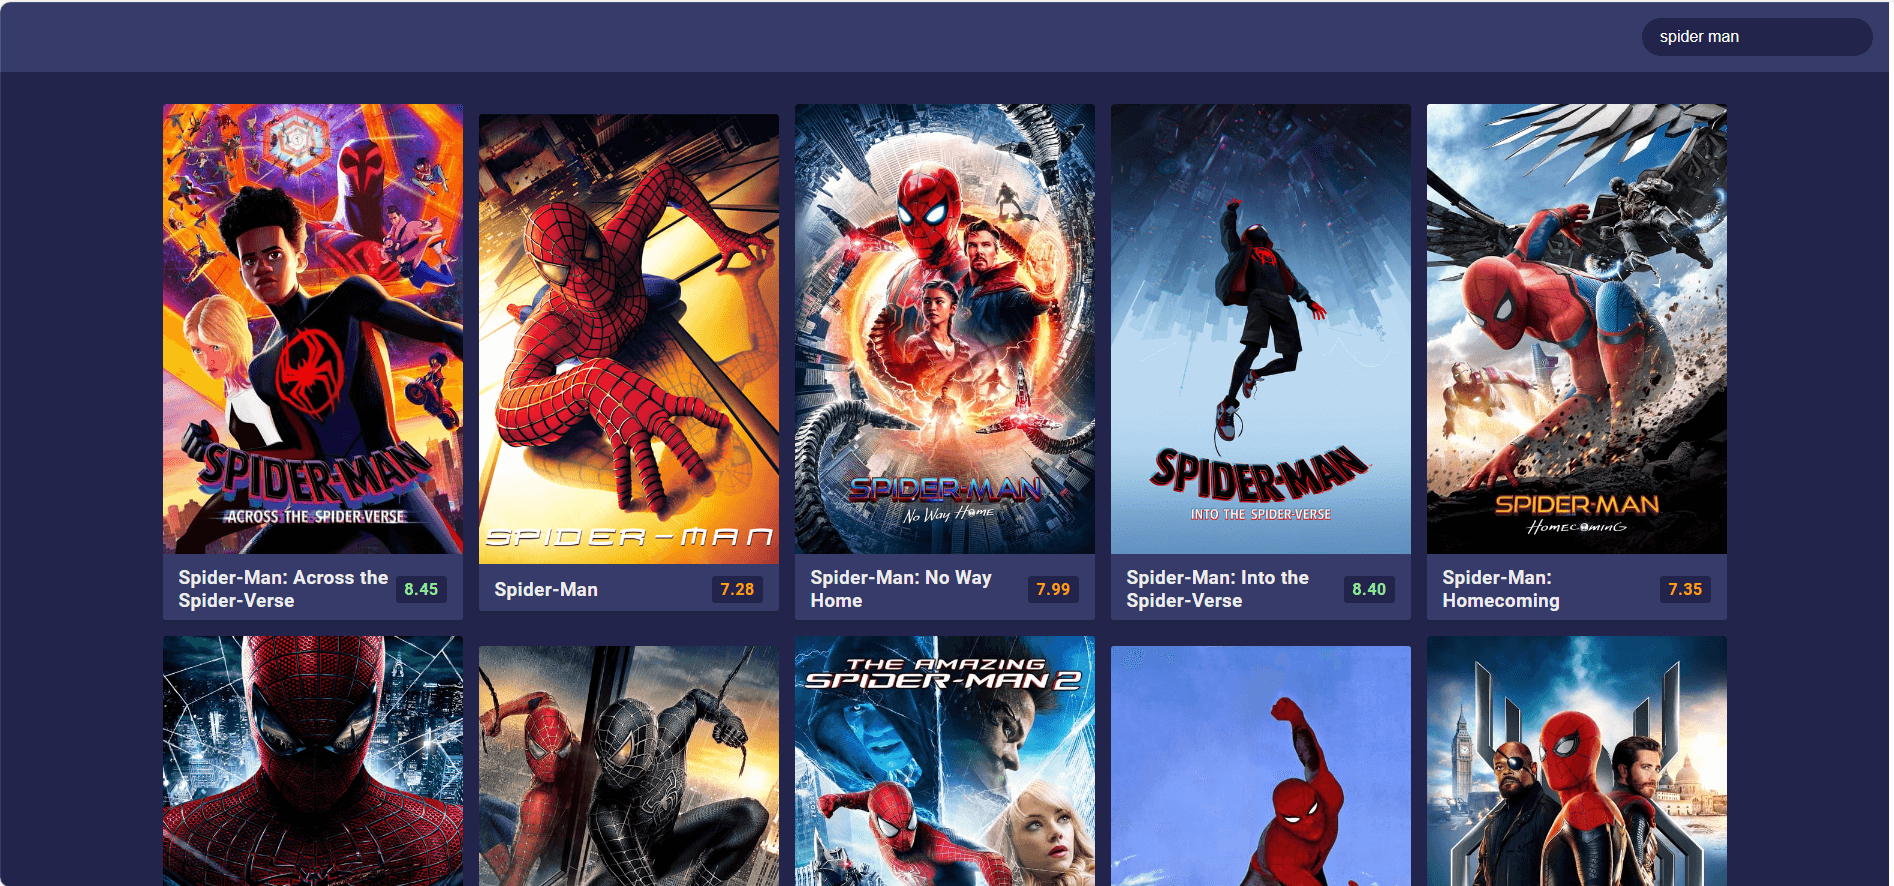 spider man
SPIDER-MAN
ACROSS THE SPIDER-VERSE
SPIDER-MAN
SPIDER-MAN
No Way Home
SPIDER-MAN
INTO THE SPIDER-VERSE
SPIDER-MAN
HOMECOMING
Spider-Man: Across the
Spider-Verse
8.45
Spider-Man
7.28
Spider-Man: No Way
Home
7.99
Spider-Man: Into the
Spider-Verse
8.40
Spider-Man:
Homecoming
7.35
THE AMAZING
SPIDER-MAN 2